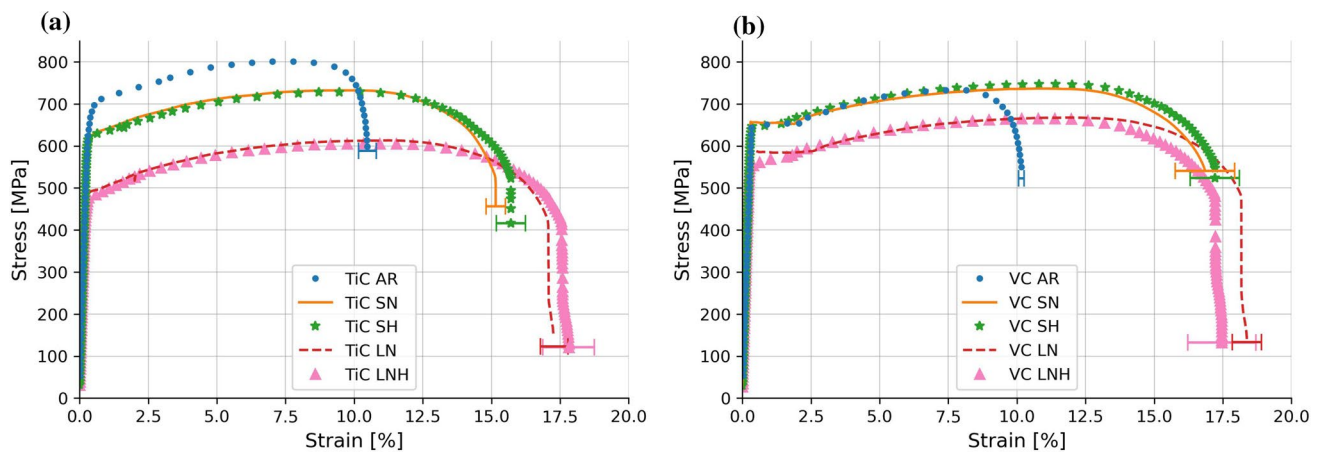 (a)
800
700
600
500
400
300
200
100
0
Stress [MPa]
0.0 2.5 5.0 7.5 10.0 12.5 15.0 17.5 20.0
Strain [%]
TiC AR
TiC SN
TiC SH
TiC LN
TiC LNH
(b)
800
700
600
500
400
300
200
100
0
Stress [MPa]
0.0 2.5 5.0 7.5 10.0 12.5 15.0 17.5 20.0
Strain [%]
VC AR
VC SN
VC SH
VC LN
VC LNH